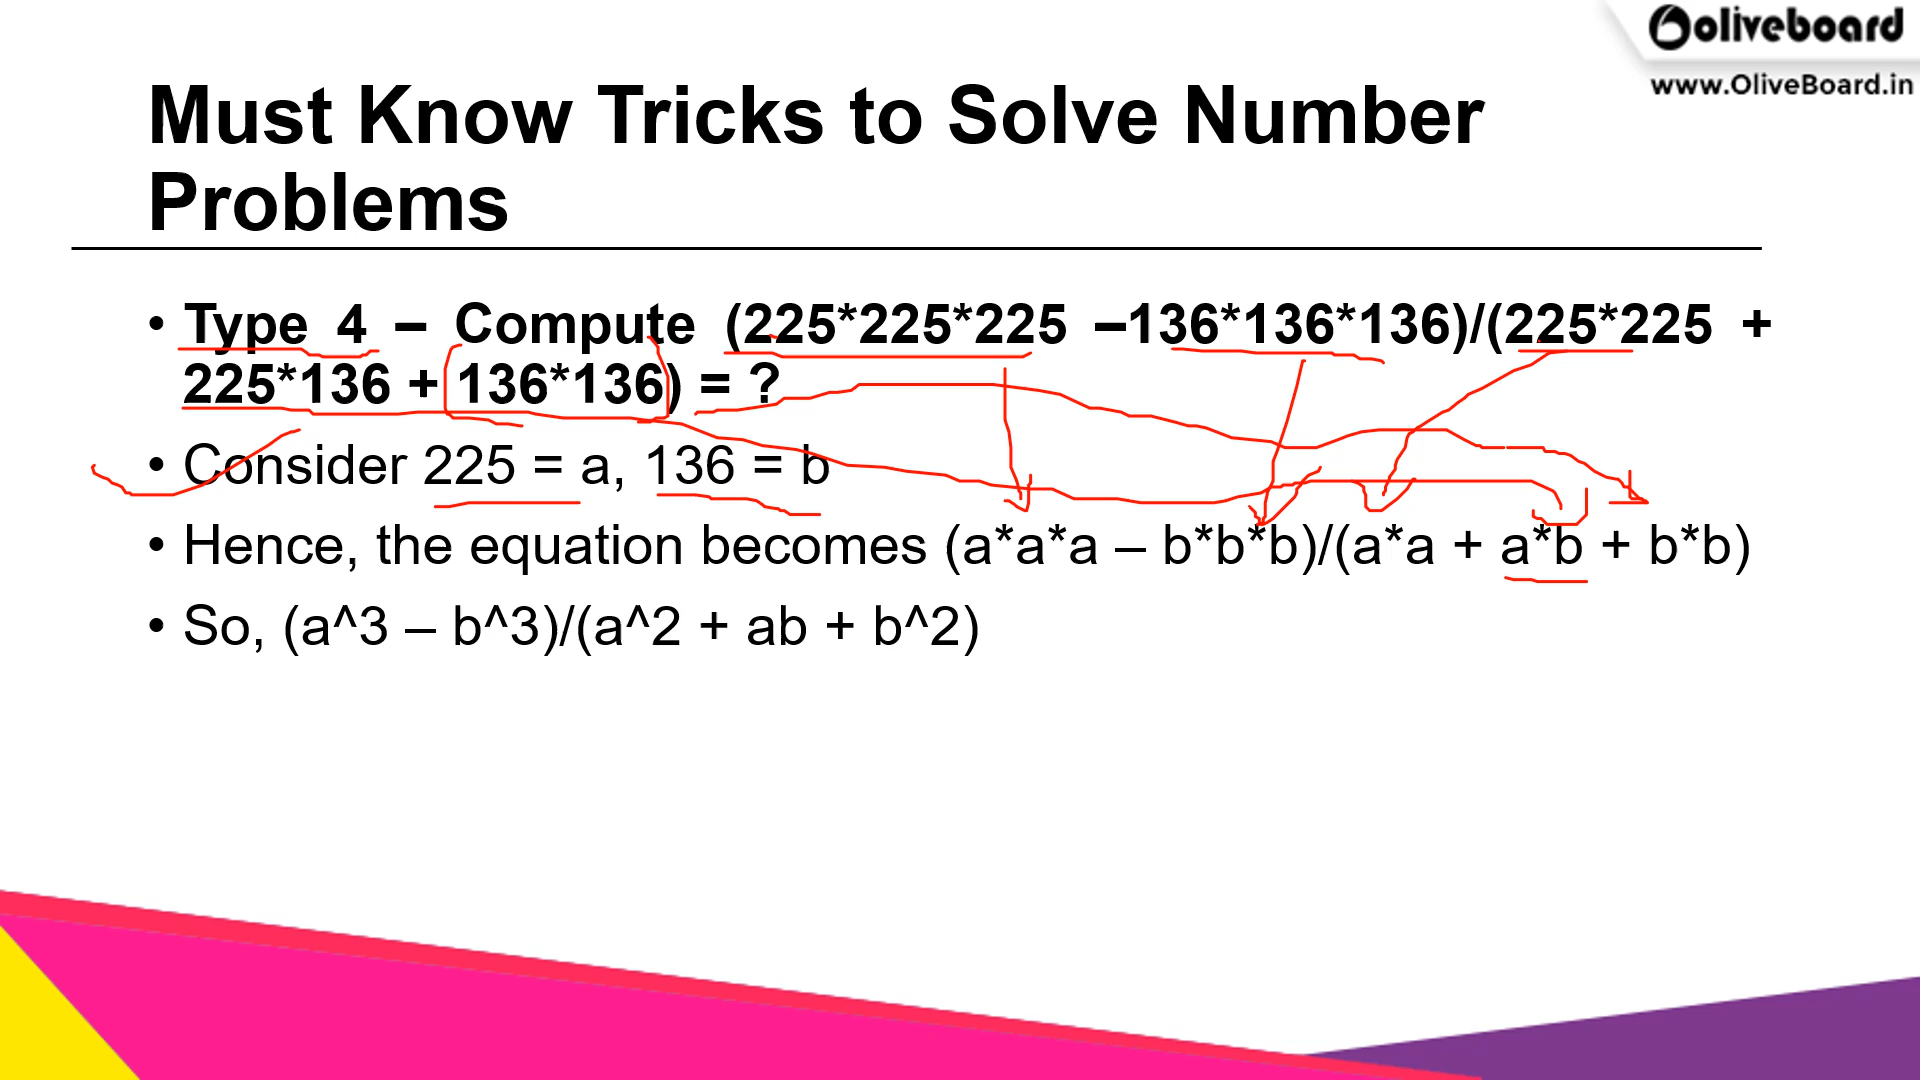 oliveboard
www.OliveBoard.in
Must Know Tricks to Solve Number
Problems
• Type 4 – Compute (225*225*225 –136*136*136)/(225*225 +
225*136 + 136*136) = ?
• Consider 225 = a, 136 = b
• Hence, the equation becomes (a*a*a – b*b*b)/(a*a + a*b + b*b)
• So, (a^3 – b^3)/(a^2 + ab + b^2)